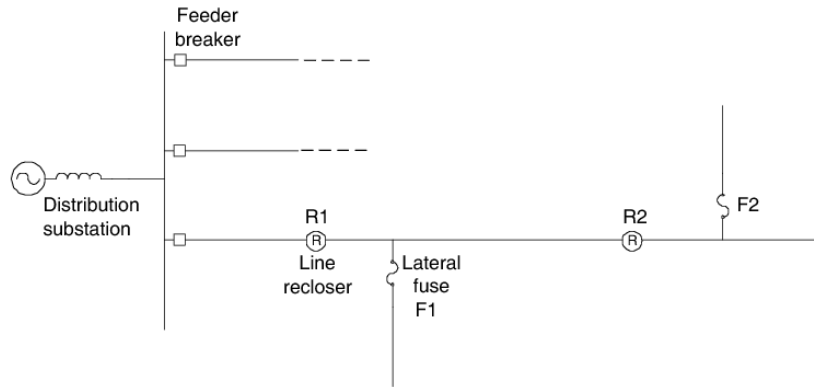 Feeder
breaker
Distribution
substation
R1
R
Line
recloser
Lateral
fuse
F1
R2
R
F2